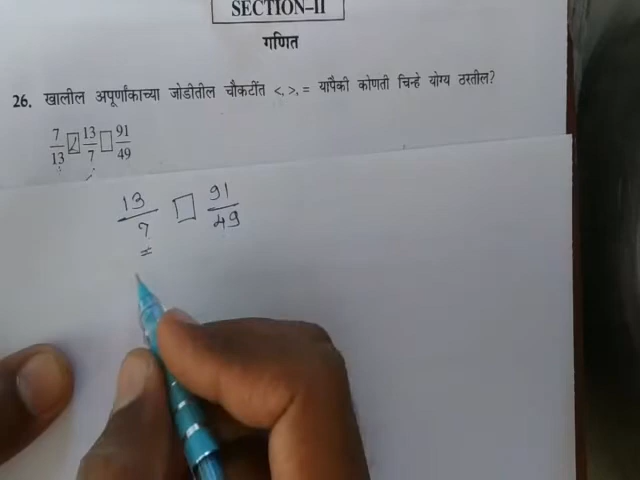 SECTION–II
गणित
26. खालील अपूर्णांकाच्या जोडीतील चौकटींत <, >, = यापैकी कोणती चिन्हे योग्य ठरतील?
7/13 < 13/7 □ 91/49
13/7 □ 91/49
=